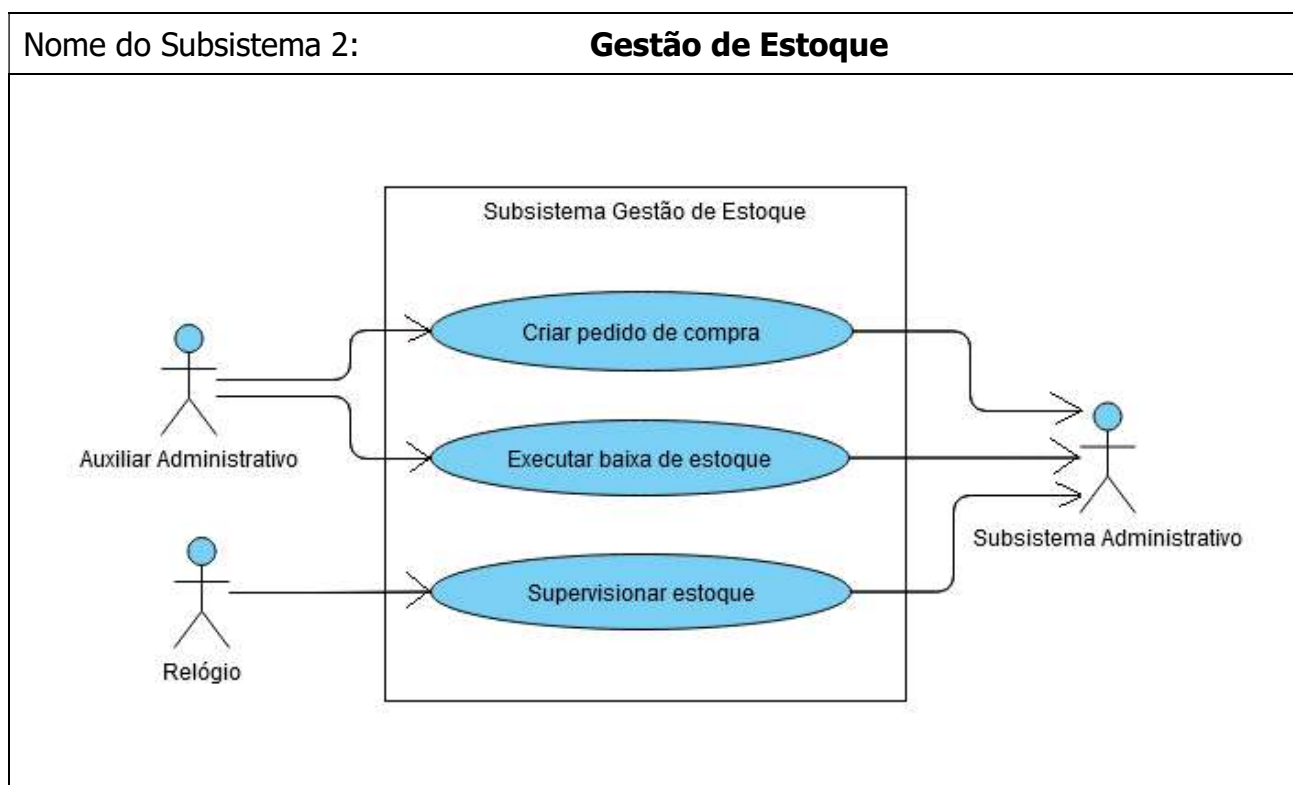 Nome do Subsistema 2: Gestão de Estoque
Subsistema Gestão de Estoque
Criar pedido de compra
Auxiliar Administrativo
Executar baixa de estoque
Subsistema Administrativo
Supervisionar estoque
Relógio